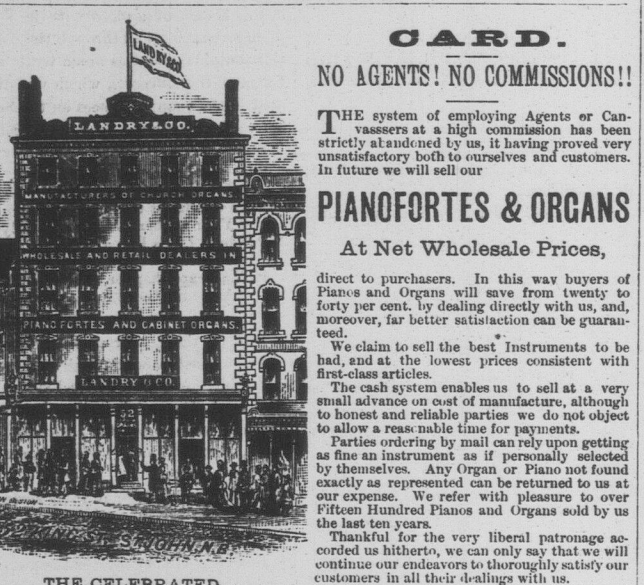 LANDRY & CO
LANDRY & CO.
MANUFACTURERS OF CHURCH ORGANS.
WHOLESALE AND RETAIL DEALERS IN
PIANOFORTES AND CABINET ORGANS.
LANDRY & CO.
52
KING ST. ST JOHN, N.B.
THE CELEBRATED
CARD.
NO AGENTS! NO COMMISSIONS!!
THE system of employing Agents or Can-
vasssers at a high commission has been
strictly abandoned by us, it having proved very
unsatisfactory both to ourselves and customers.
In future we will sell our
PIANOFORTES & ORGANS
At Net Wholesale Prices,
direct to purchasers. In this way buyers of
Pianos and Organs will save from twenty to
forty per cent. by dealing directly with us, and,
moreover, far better satisfaction can be guaran-
teed.
We claim to sell the best Instruments to be
had, and at the lowest prices consistent with
first-class articles.
The cash system enables us to sell at a very
small advance on cost of manufacture, although
to honest and reliable parties we do not object
to allow a reasonable time for payments.
Parties ordering by mail can rely upon getting
as fine an instrument as if personally selected
by themselves. Any Organ or Piano not found
exactly as represented can be returned to us at
our expense. We refer with pleasure to over
Fifteen Hundred Pianos and Organs sold by us
the last ten years.
Thankful for the very liberal patronage ac-
corded us hitherto, we can only say that we will
continue our endeavors to thoroughly satisfy our
customers in all their dealings with us.